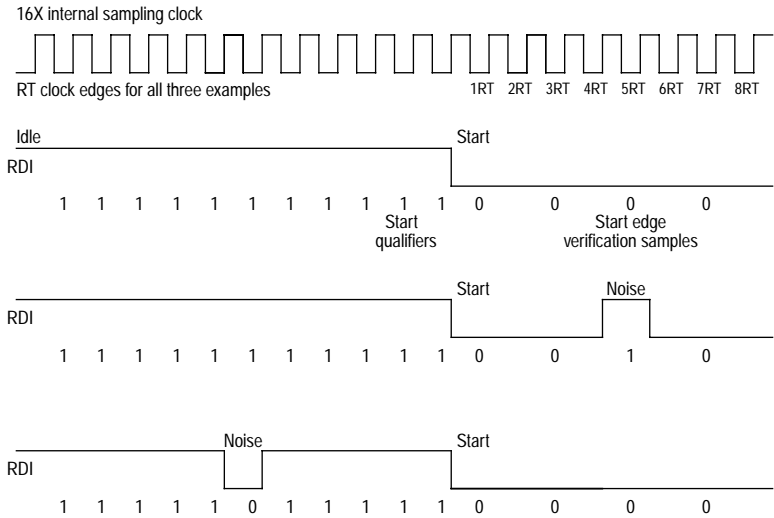 16X internal sampling clock
RT clock edges for all three examples
1RT 2RT 3RT 4RT 5RT 6RT 7RT 8RT
Idle
Start
RDI
1 1 1 1 1 1 1 1 1 1 1 0 0 0 0
Start
qualifiers
Start edge
verification samples
Start
Noise
RDI
1 1 1 1 1 1 1 1 1 1 1 0 0 1 0
Noise
Start
RDI
1 1 1 1 1 0 1 1 1 1 1 0 0 0 0